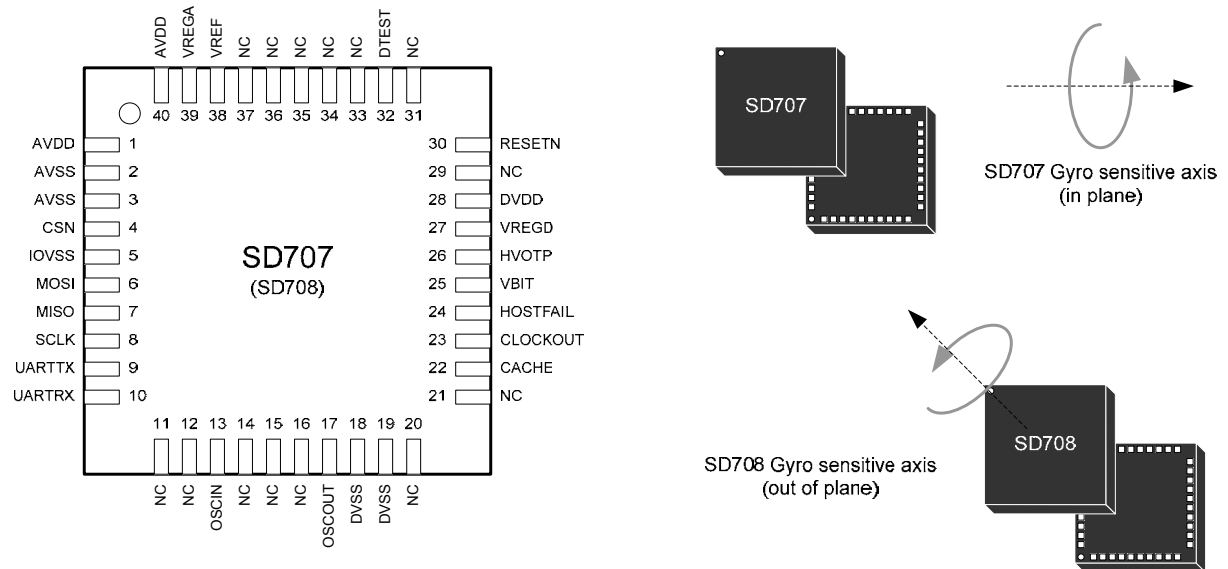 AVDD
VREGA
VREF
NC
NC
NC
NC
NC
DTEST
NC
40 39 38 37 36 35 34 33 32 31
AVDD 1
AVSS 2
AVSS 3
CSN 4
IOVSS 5
MOSI 6
MISO 7
SCLK 8
UARTTX 9
UARTRX 10
SD707
(SD708)
30 RESETN
29 NC
28 DVDD
27 VREGD
26 HVOTP
25 VBIT
24 HOSTFAIL
23 CLOCKOUT
22 CACHE
21 NC
11 12 13 14 15 16 17 18 19 20
NC
NC
OSCIN
NC
NC
NC
OSCOUT
DVSS
DVSS
NC
SD707
SD707 Gyro sensitive axis
(in plane)
SD708
SD708 Gyro sensitive axis
(out of plane)